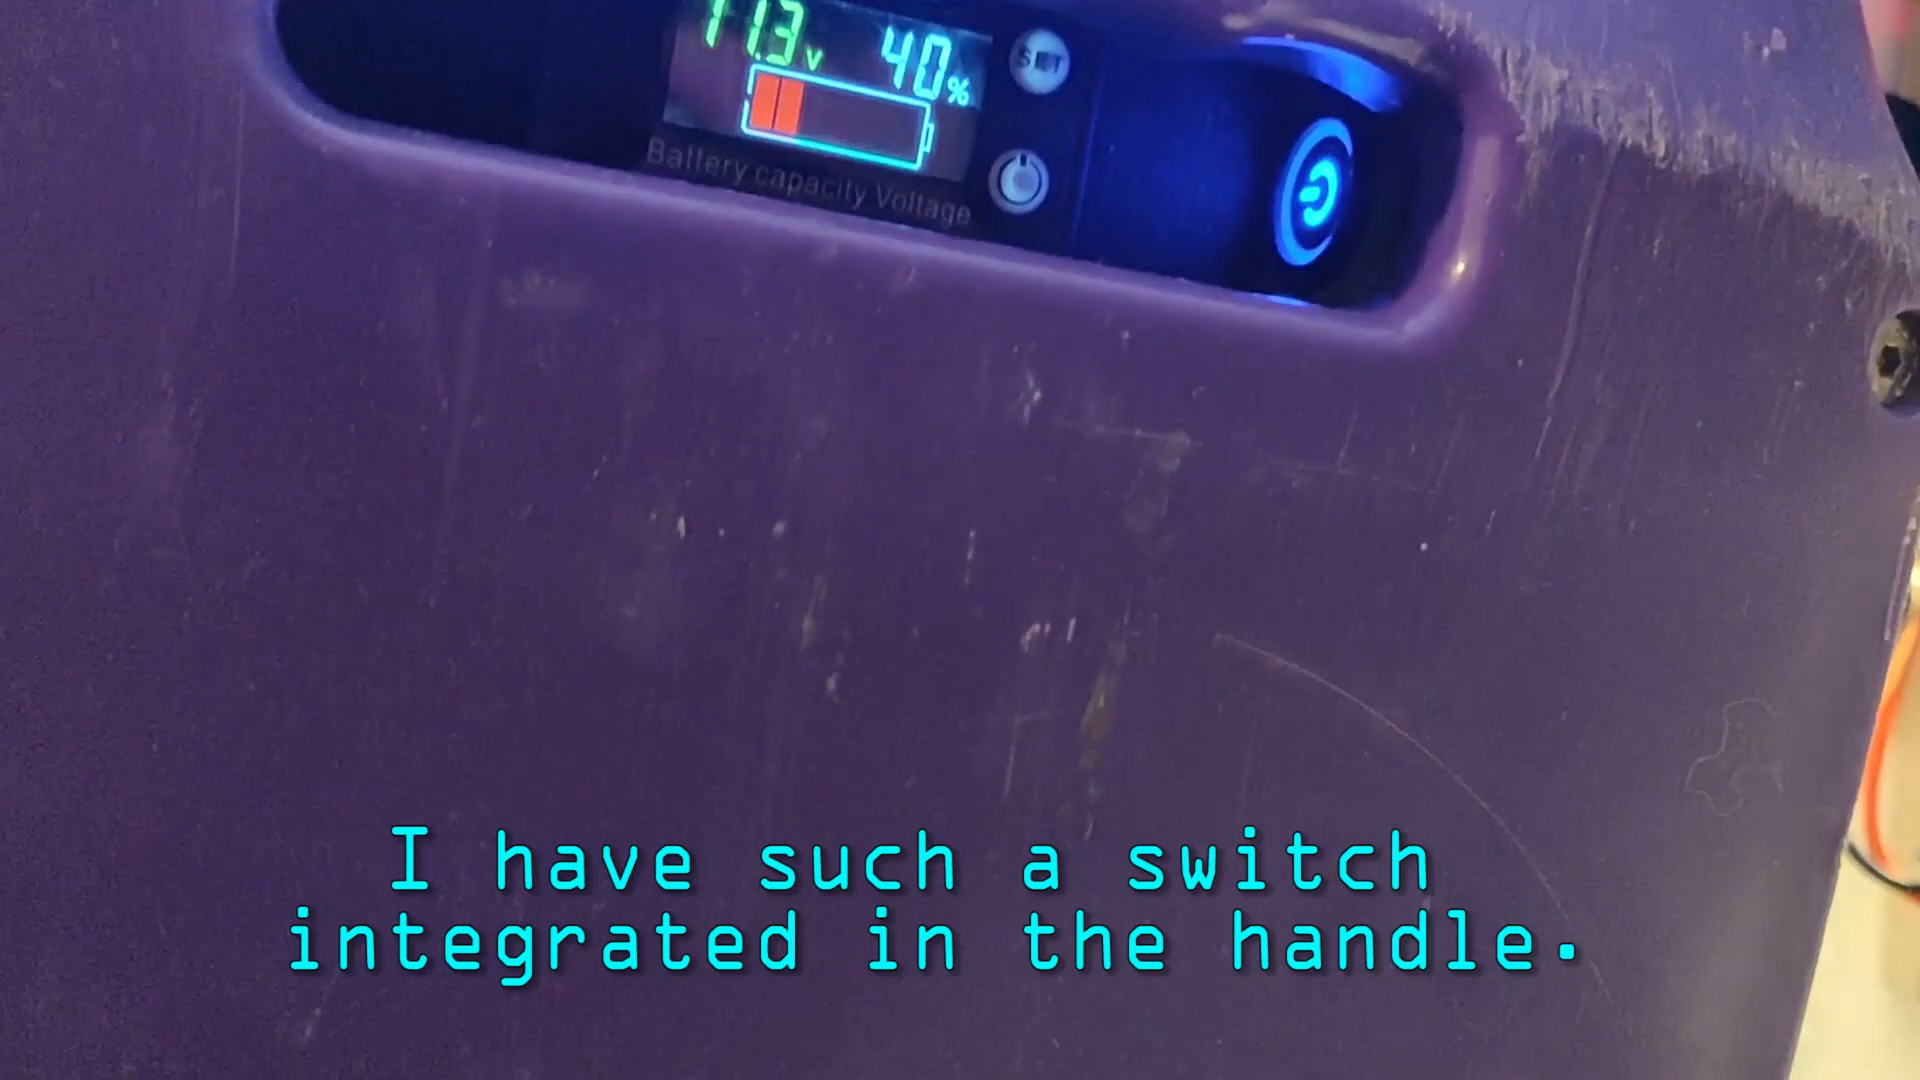 11.3v 40% SET
Battery capacity Voltage
I have such a switch
integrated in the handle.